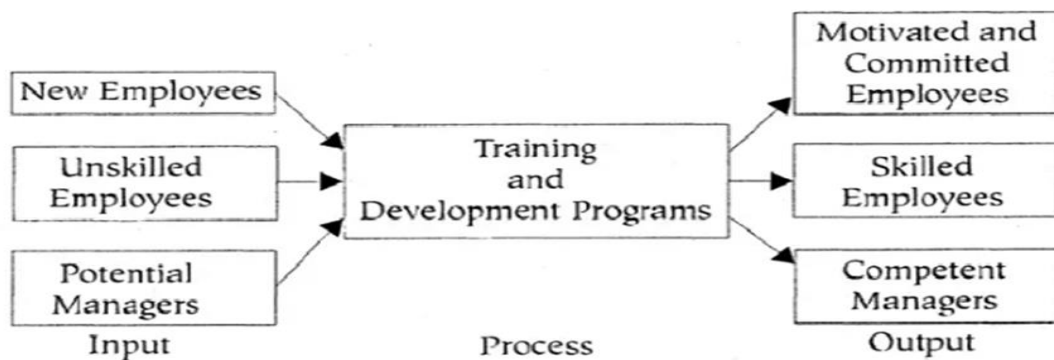 New Employees
Unskilled
Employees
Potential
Managers
Input
Training
and
Development Programs
Process
Motivated and
Committed
Employees
Skilled
Employees
Competent
Managers
Output